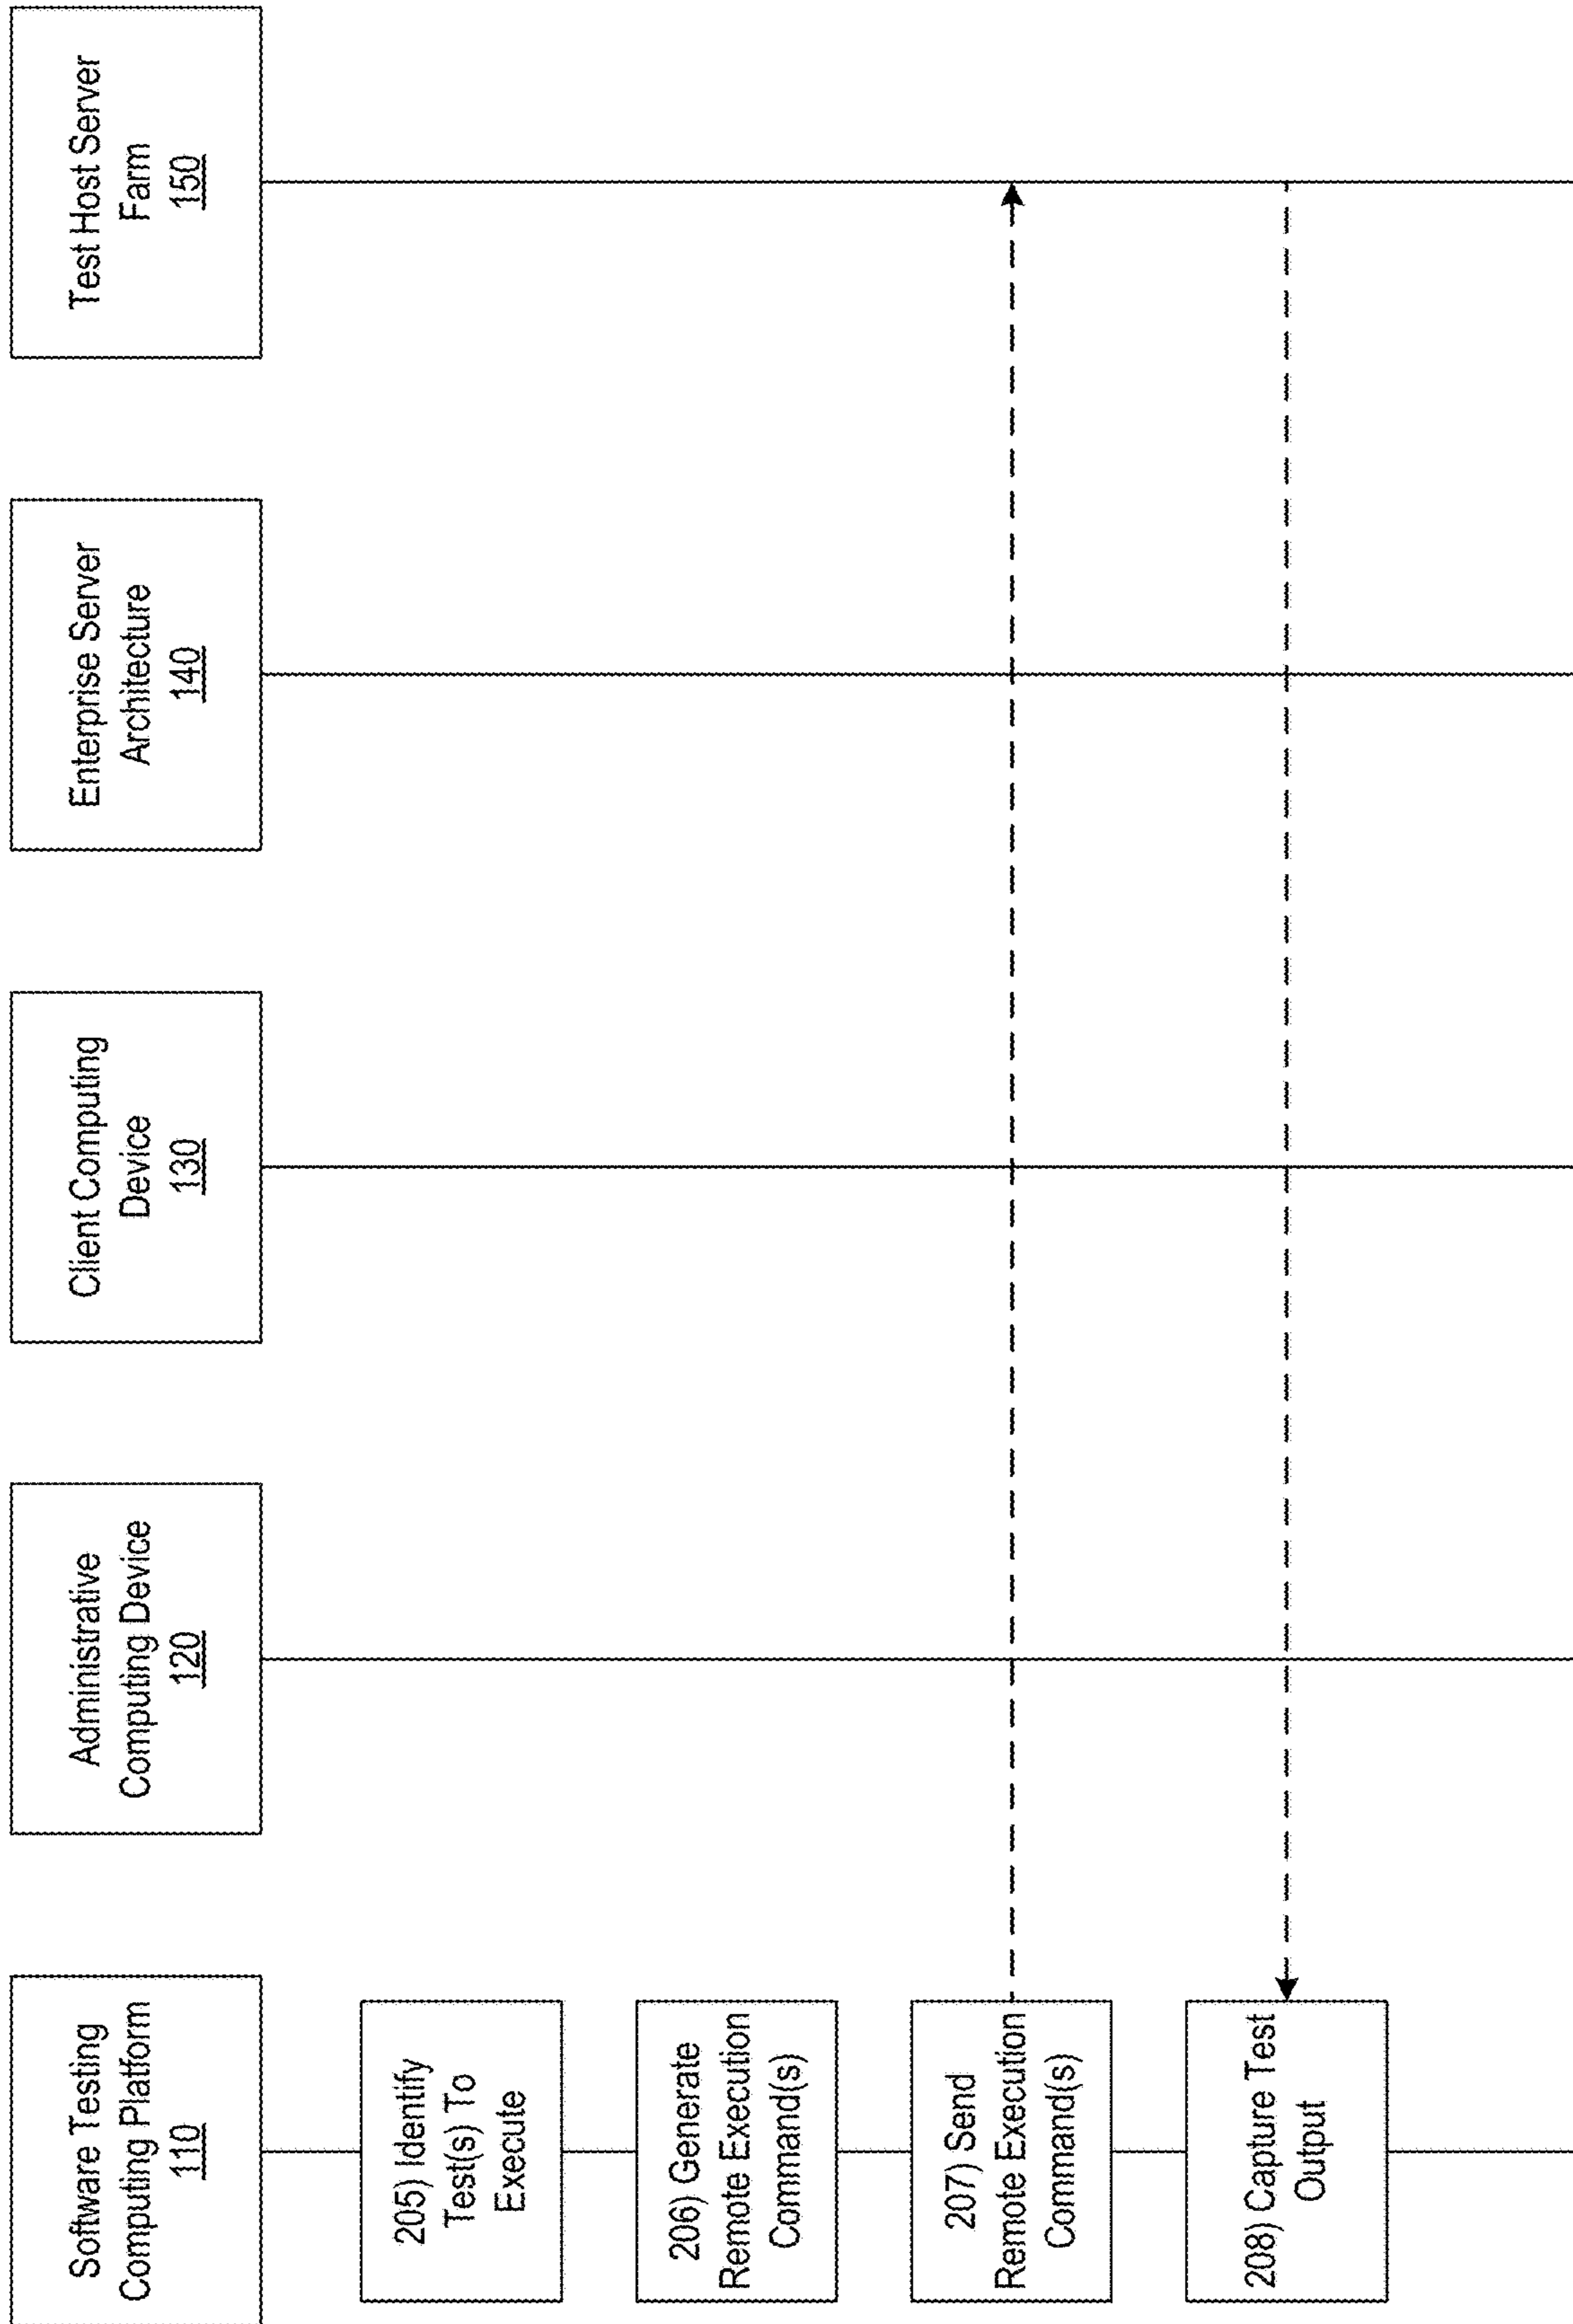 Software Testing
Computing Platform
110
Administrative
Computing Device
120
Client Computing
Device
130
Enterprise Server
Architecture
140
Test Host Server
Farm
150
205) Identify
Test(s) To
Execute
206) Generate
Remote Execution
Command(s)
207) Send
Remote Execution
Command(s)
208) Capture Test
Output